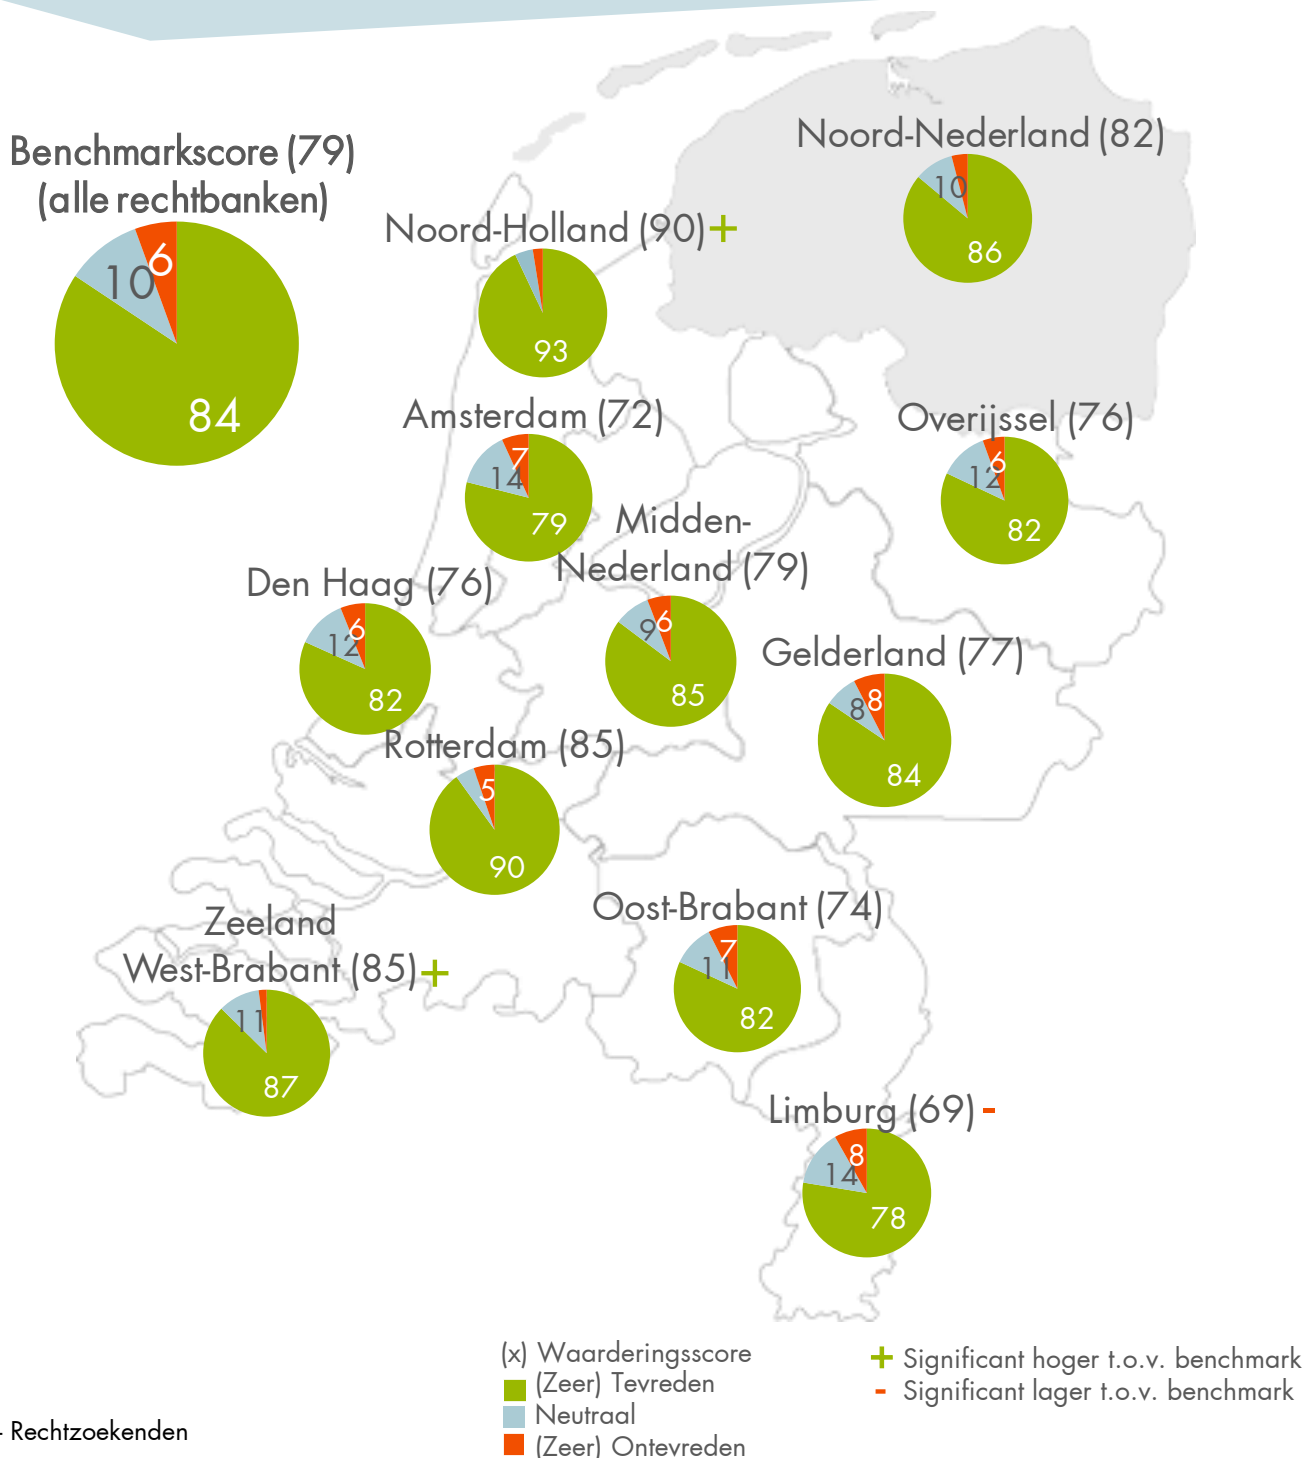 Benchmarkscore (79)
(alle rechtbanken)
10
6
84
Noord-Nederland (82)
10
86
Noord-Holland (90) +
93
Amsterdam (72)
14
7
79
Overijssel (76)
12
6
82
Midden-
Nederland (79)
9
6
85
Den Haag (76)
12
6
82
Gelderland (77)
8
8
84
Rotterdam (85)
5
90
Zeeland
West-Brabant (85) +
11
87
Oost-Brabant (74)
11
7
82
Limburg (69) -
14
8
78
(x) Waarderingsscore
(Zeer) Tevreden
Neutraal
(Zeer) Ontevreden
+ Significant hoger t.o.v. benchmark
- Significant lager t.o.v. benchmark
- Rechtzoekenden